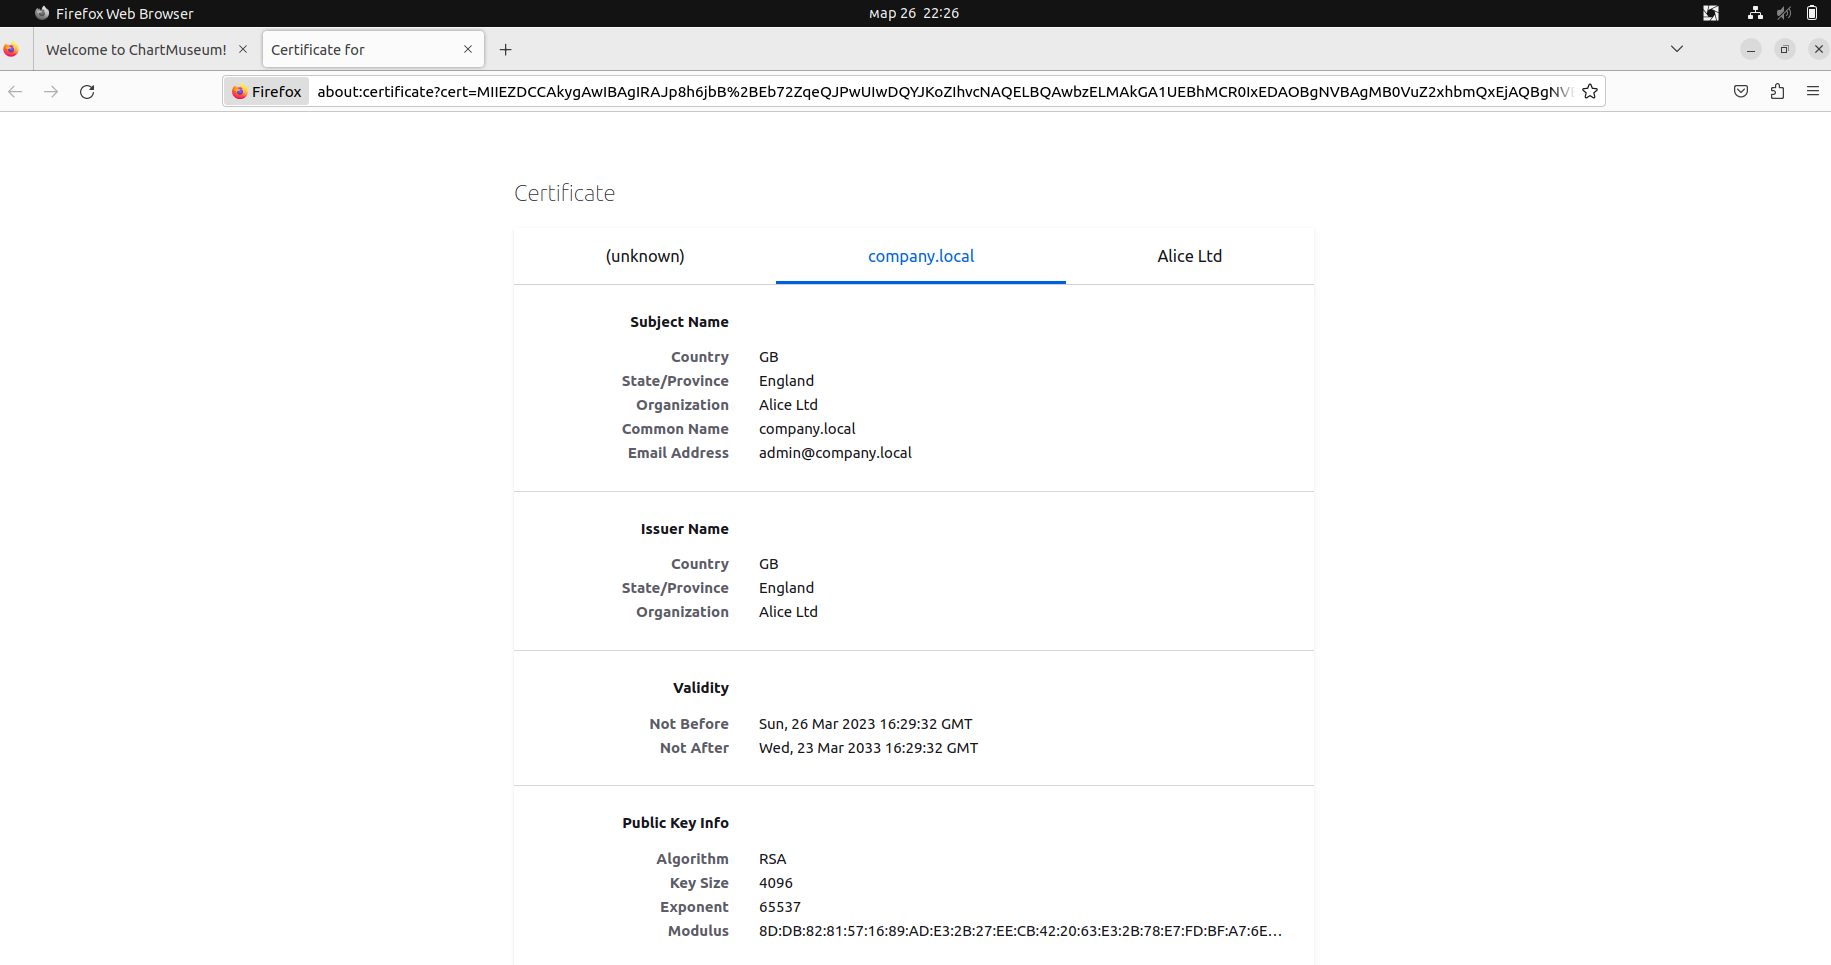 Firefox Web Browser
мар 26 22:26
Welcome to ChartMuseum!
Certificate for
Firefox about:certificate?cert=MIIEZDCCAkygAwIBAgIRAJp8h6jbB%2BEb72ZqeQJPwUIwDQYJKoZIhvcNAQELBQAwbzELMAkGA1UEBhMCR0IxEDAOBgNVBAgMB0VuZ2xhbmQxEjAQBgNV
Certificate
(unknown) company.local Alice Ltd
Subject Name
Country GB
State/Province England
Organization Alice Ltd
Common Name company.local
Email Address admin@company.local
Issuer Name
Country GB
State/Province England
Organization Alice Ltd
Validity
Not Before Sun, 26 Mar 2023 16:29:32 GMT
Not After Wed, 23 Mar 2033 16:29:32 GMT
Public Key Info
Algorithm RSA
Key Size 4096
Exponent 65537
Modulus 8D:DB:82:81:57:16:89:AD:E3:2B:27:EE:CB:42:20:63:E3:2B:78:E7:FD:BF:A7:6E...